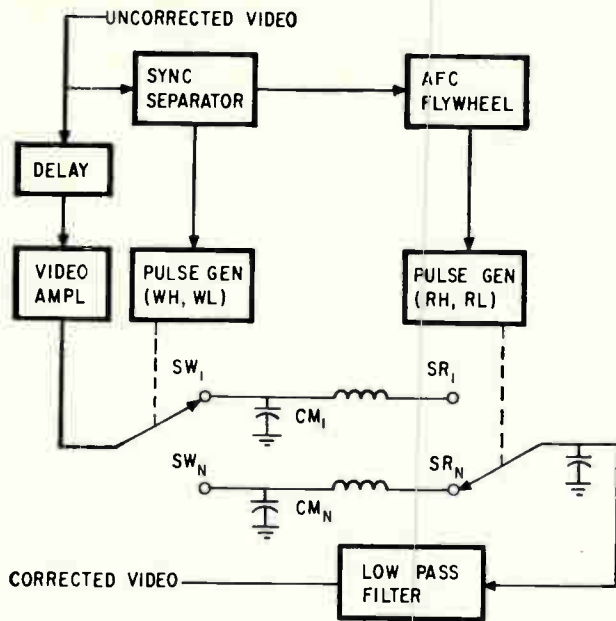 UNCORRECTED VIDEO
SYNC
SEPARATOR
AFC
FLYWHEEL
DELAY
VIDEO
AMPL
PULSE GEN
(WH, WL)
PULSE GEN
(RH, RL)
SW1
SR1
CM1
SWN
SRN
CMN
CORRECTED VIDEO
LOW PASS
FILTER